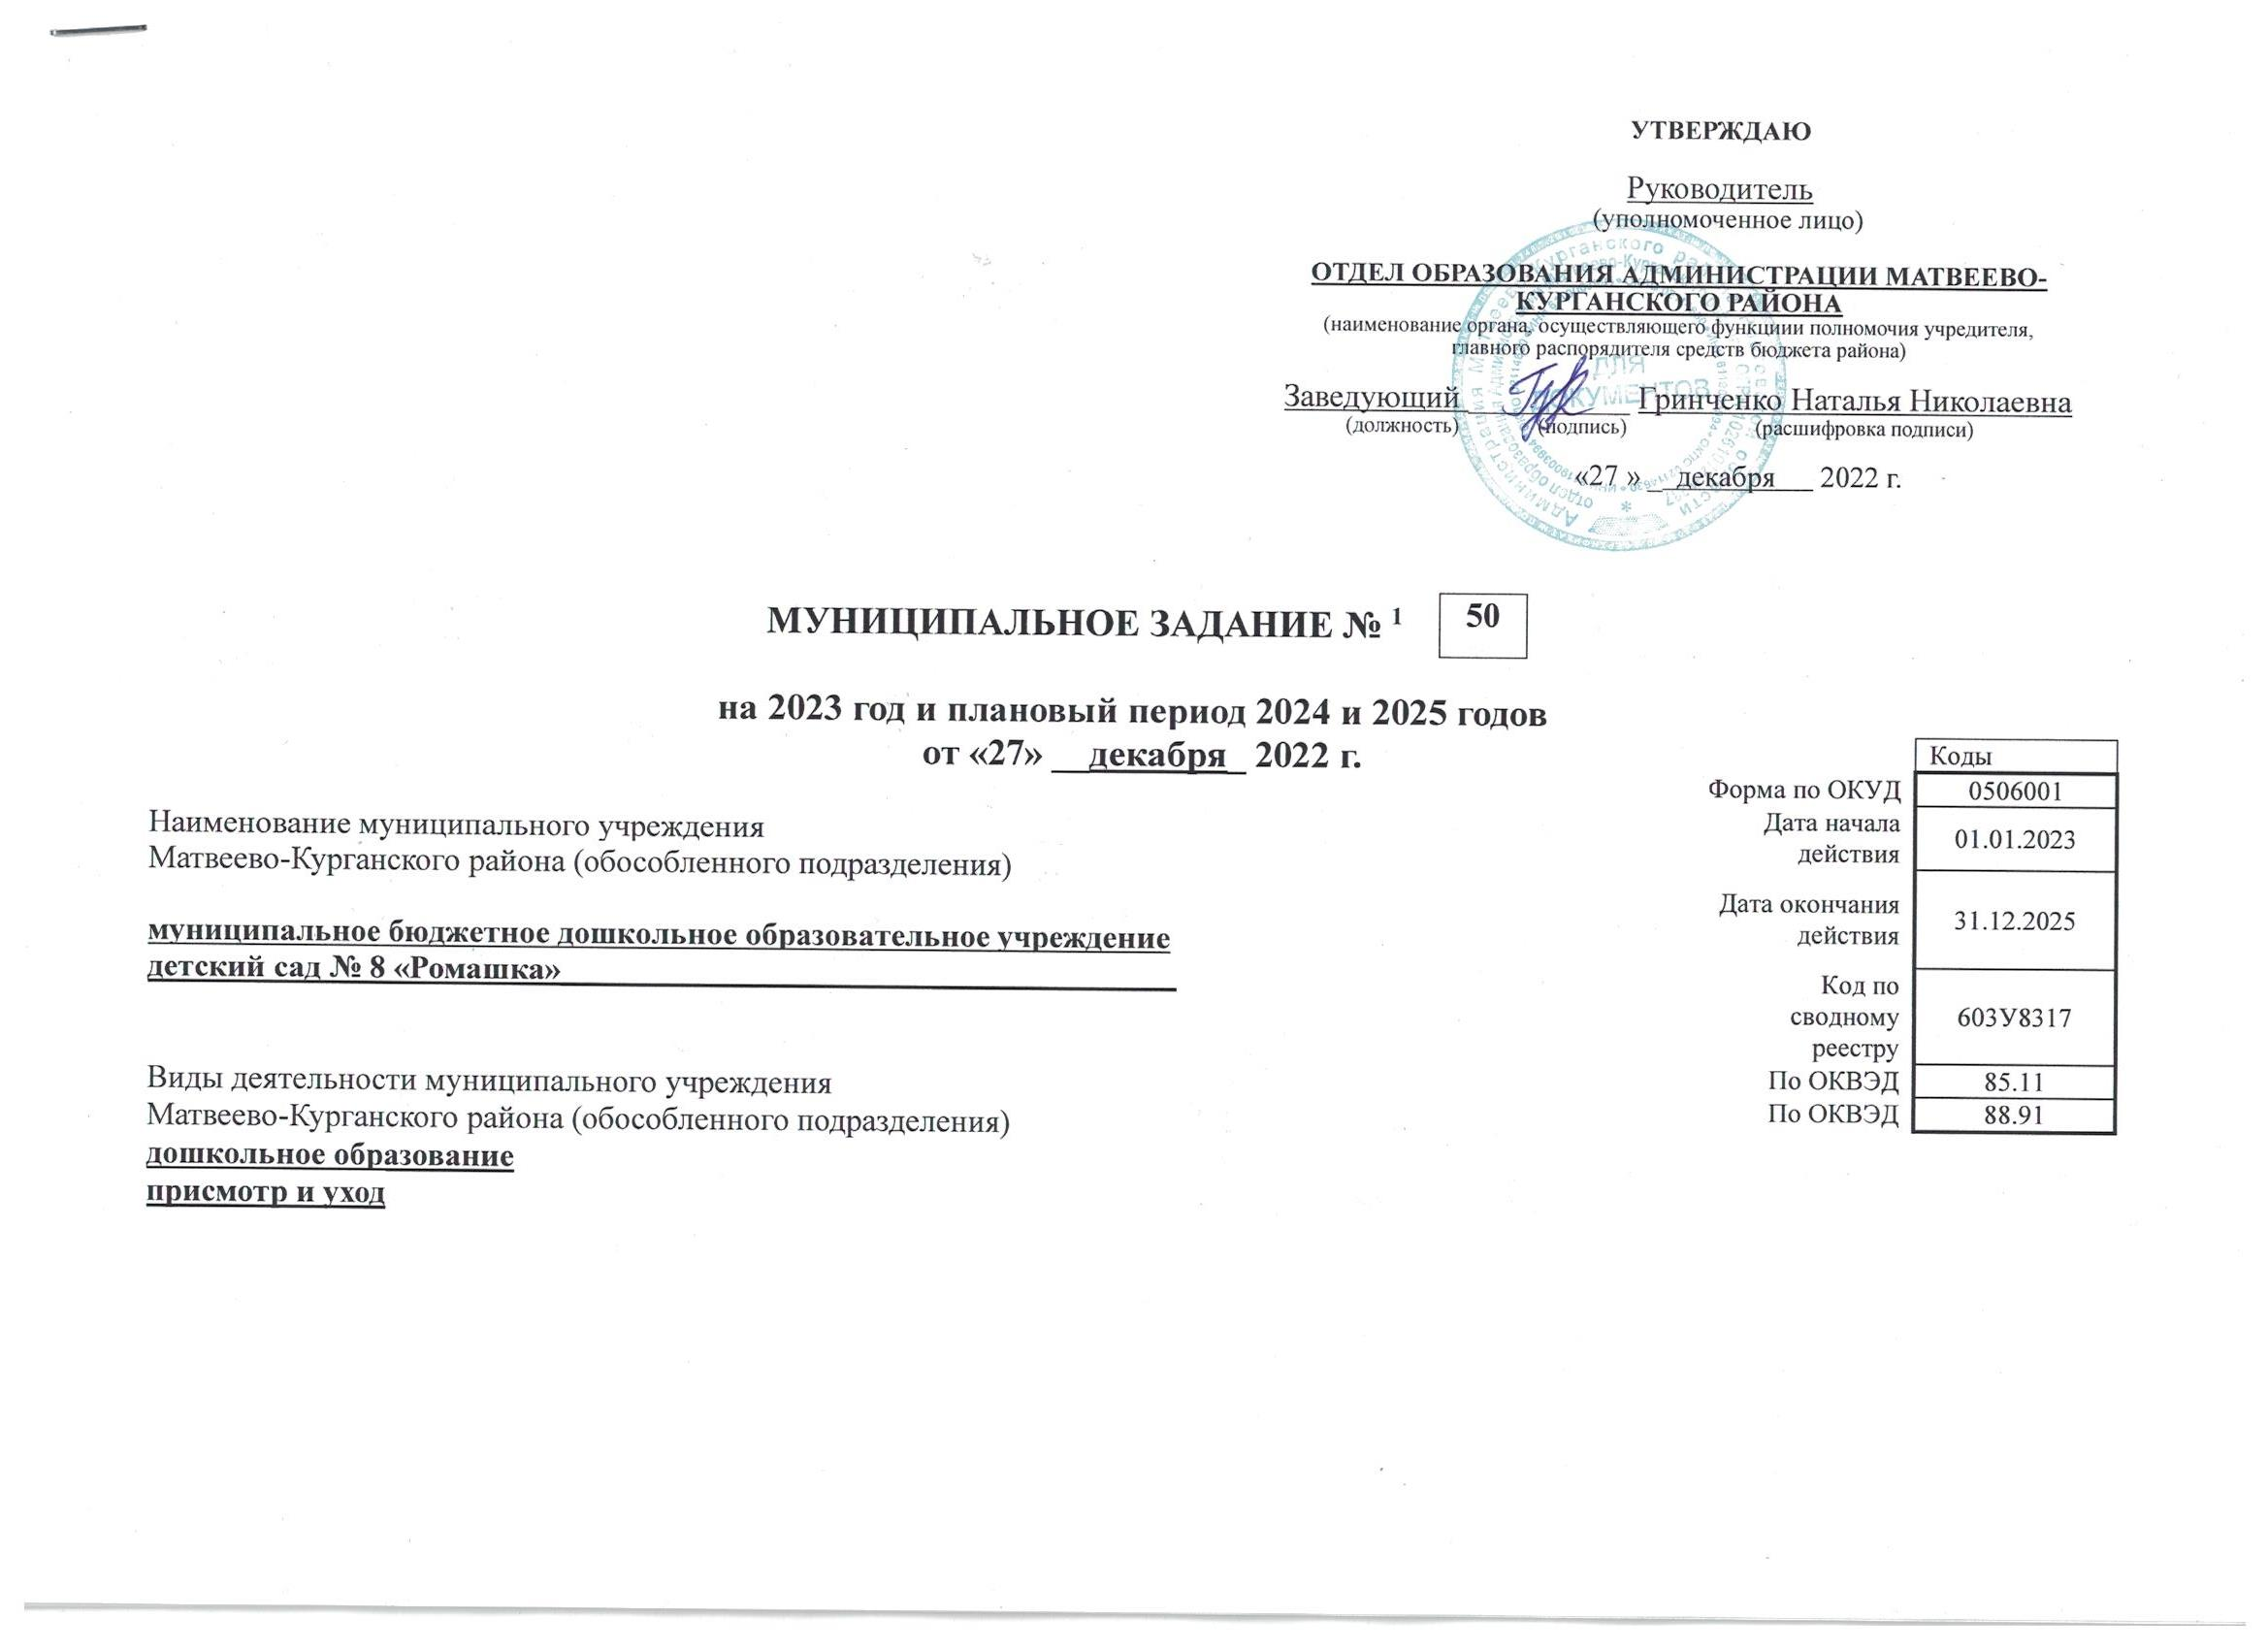 УТВЕРЖДАЮ
Руководитель
(уполномоченное лицо)
ОТДЕЛ ОБРАЗОВАНИЯ АДМИНИСТРАЦИИ МАТВЕЕВО-
КУРГАНСКОГО РАЙОНА
(наименование органа, осуществляющего функциии полномочия учредителя,
главного распорядителя средств бюджета района)
ДЛЯ
ДОКУМЕНТОВ
Заведующий ____________ Гринченко Наталья Николаевна
(должность) (подпись) (расшифровка подписи)
«27 » __декабря___ 2022 г.
МУНИЦИПАЛЬНОЕ ЗАДАНИЕ № ¹ 50
на 2023 год и плановый период 2024 и 2025 годов
от «27» __декабря_ 2022 г.
Коды
Форма по ОКУД 0506001
Дата начала
действия 01.01.2023
Дата окончания
действия 31.12.2025
Код по
сводному
реестру 603У8317
По ОКВЭД 85.11
По ОКВЭД 88.91
Наименование муниципального учреждения
Матвеево-Курганского района (обособленного подразделения)
муниципальное бюджетное дошкольное образовательное учреждение
детский сад № 8 «Ромашка»
Виды деятельности муниципального учреждения
Матвеево-Курганского района (обособленного подразделения)
дошкольное образование
присмотр и уход